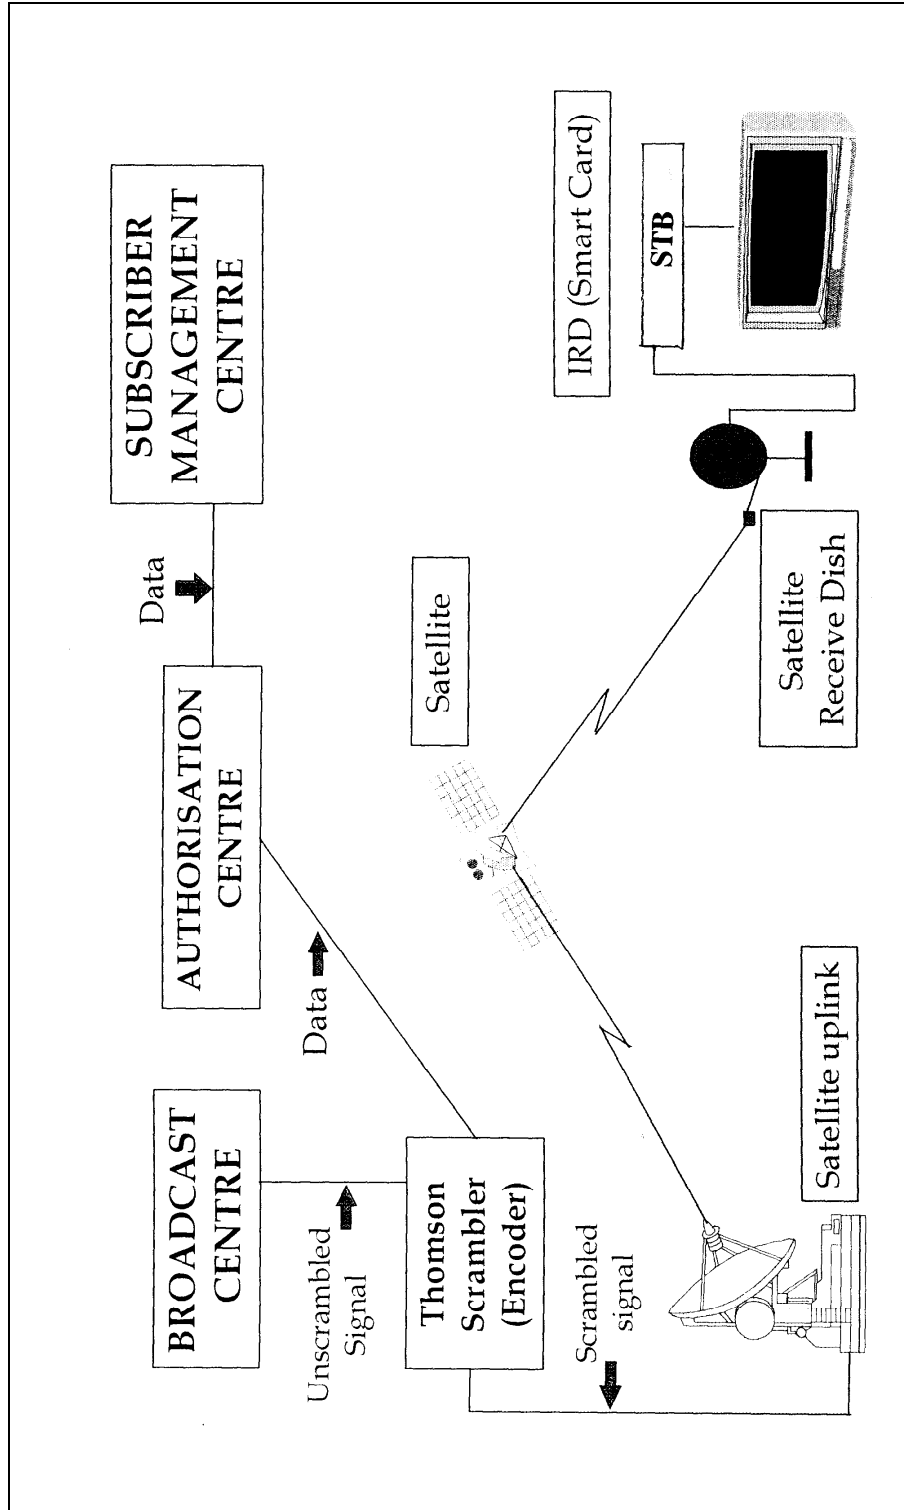 BROADCAST
CENTRE
AUTHORISATION
CENTRE
Data
SUBSCRIBER
MANAGEMENT
CENTRE
Unscrambled
Signal
Data
Thomson
Scrambler
(Encoder)
Satellite
IRD (Smart Card)
Scrambled
signal
STB
Satellite uplink
Satellite
Receive Dish